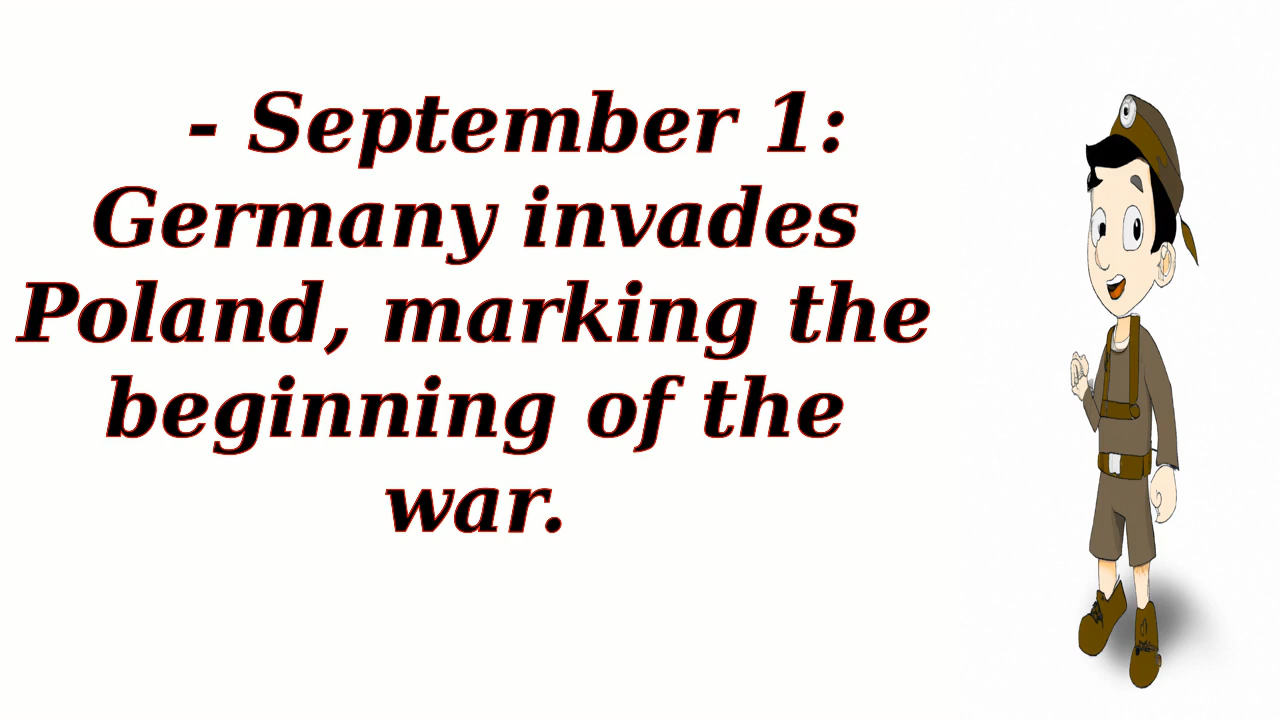 - September 1:
Germany invades
Poland, marking the
beginning of the
war.